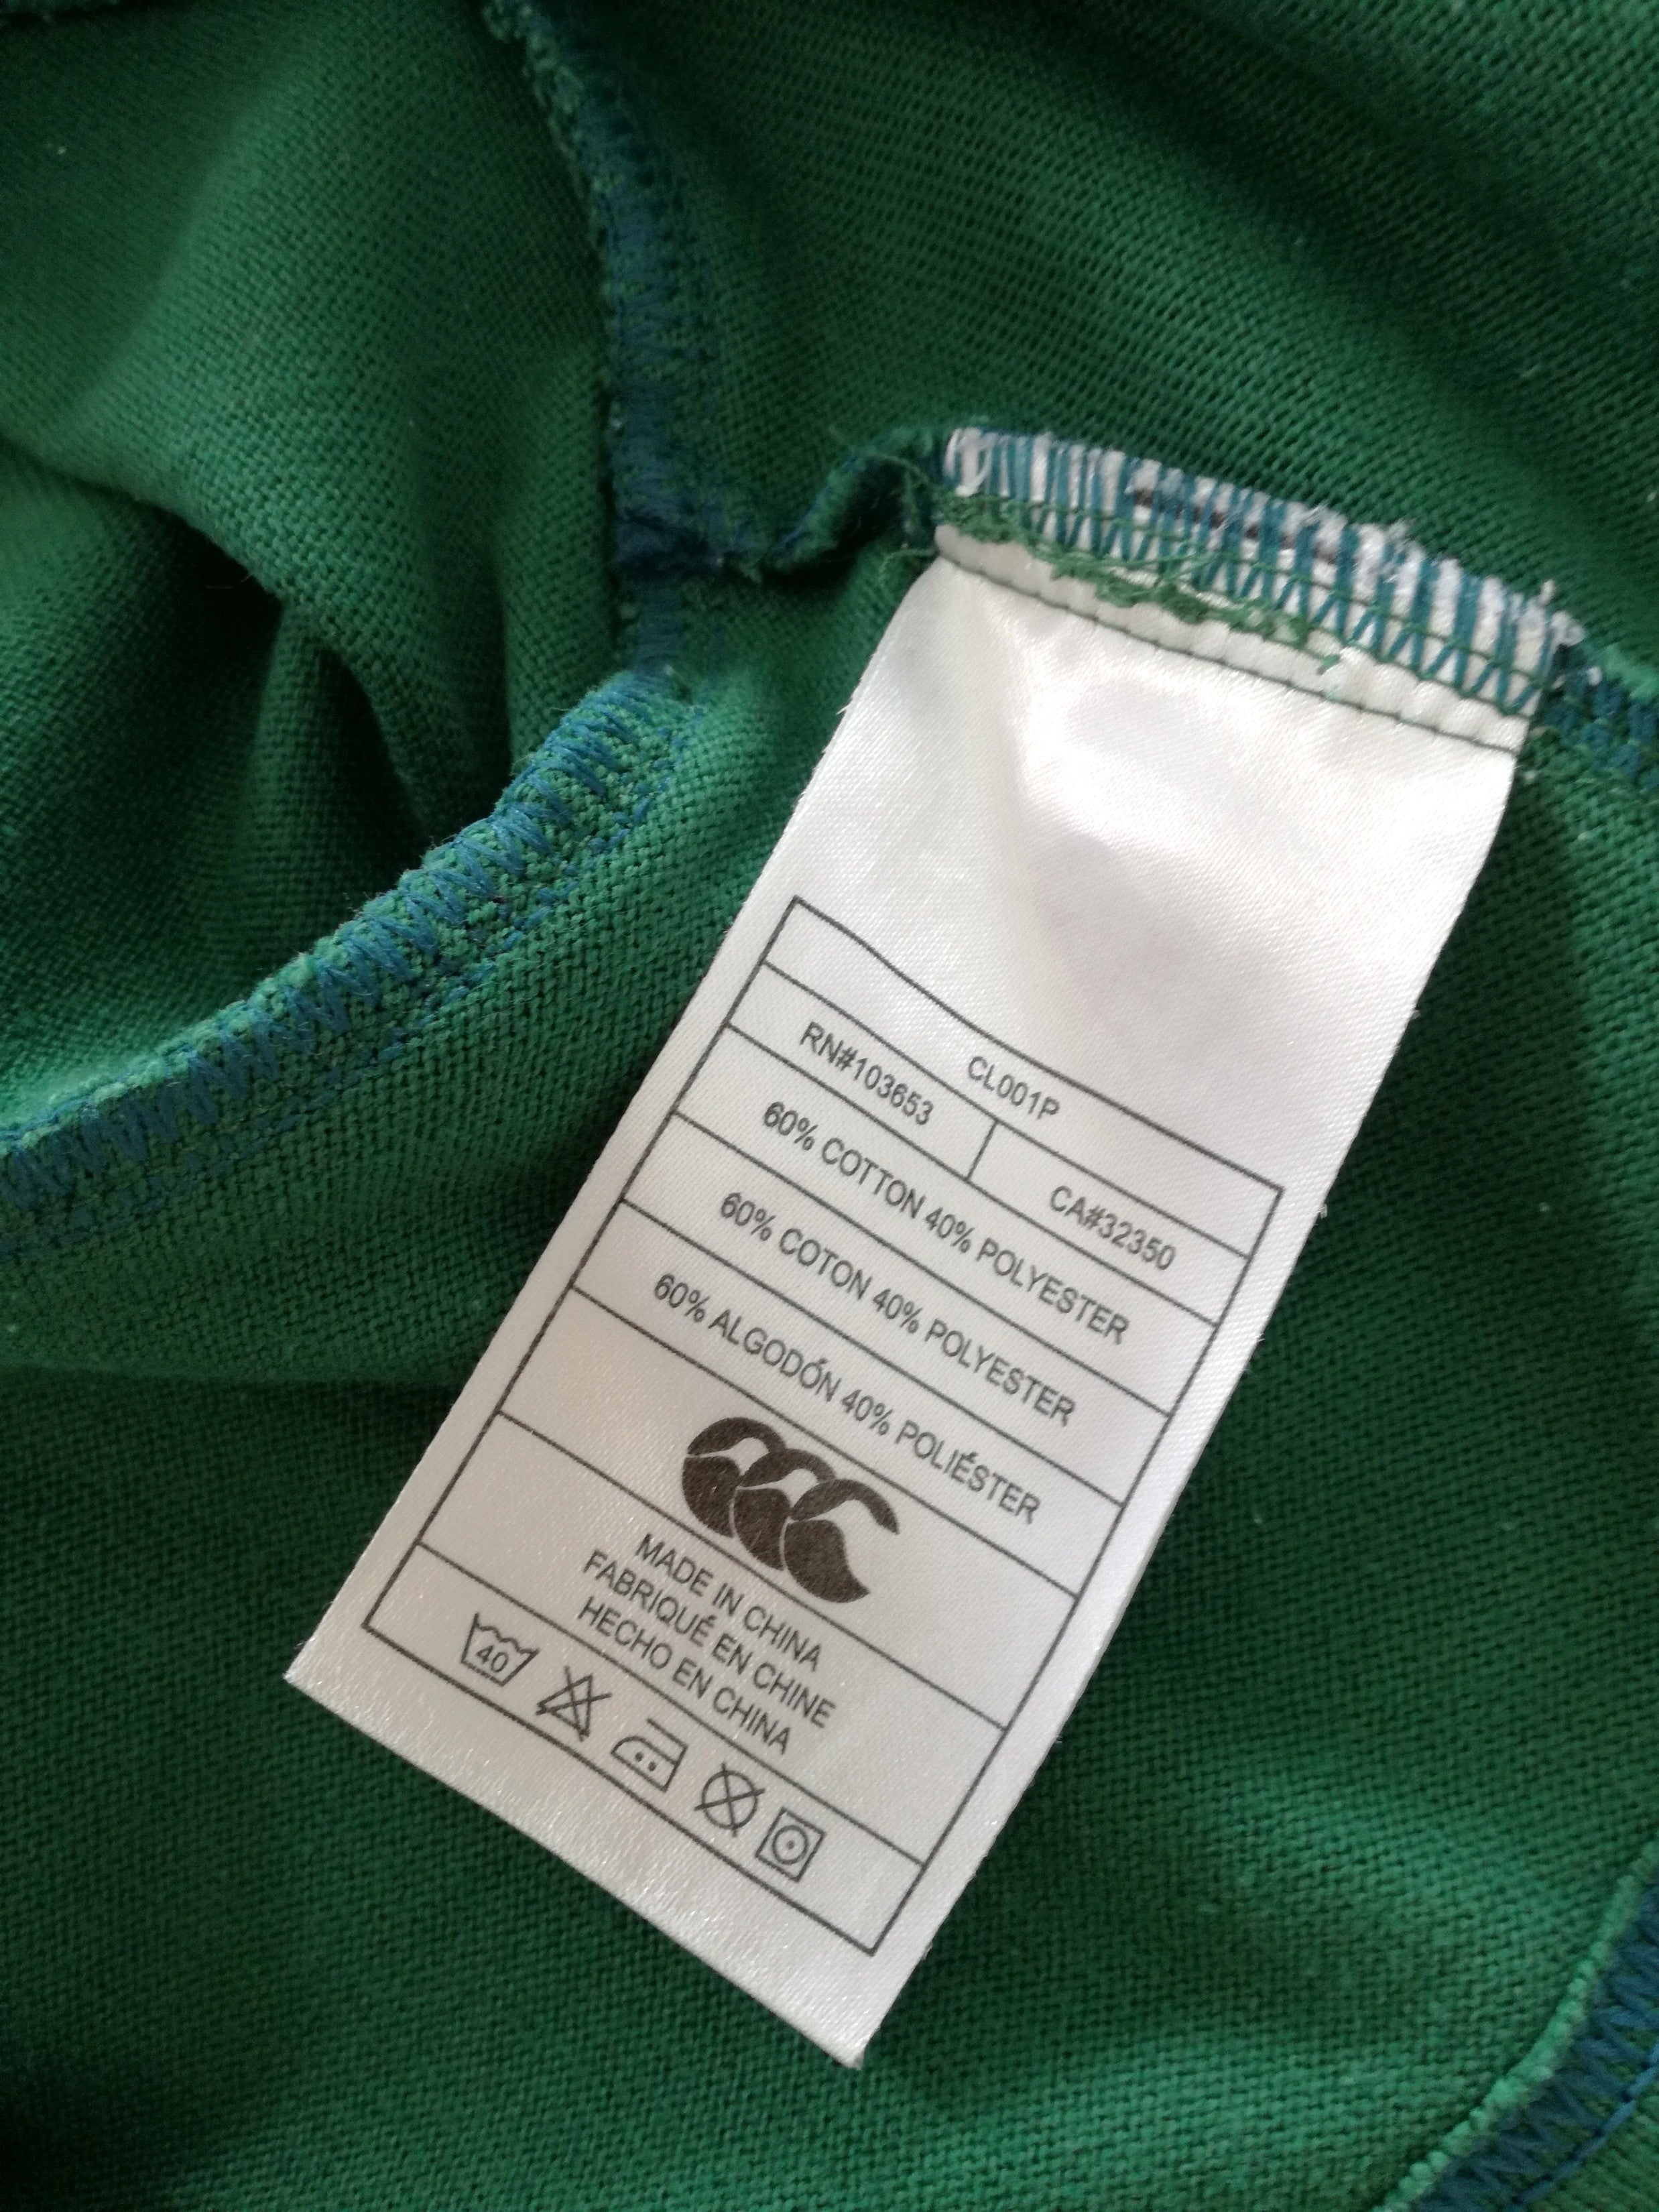 CL001P
RN#103653 CA#32350
60% COTTON 40% POLYESTER
60% COTON 40% POLYESTER
60% ALGODÓN 40% POLIÉSTER
MADE IN CHINA
FABRIQUÉ EN CHINE
HECHO EN CHINA
40